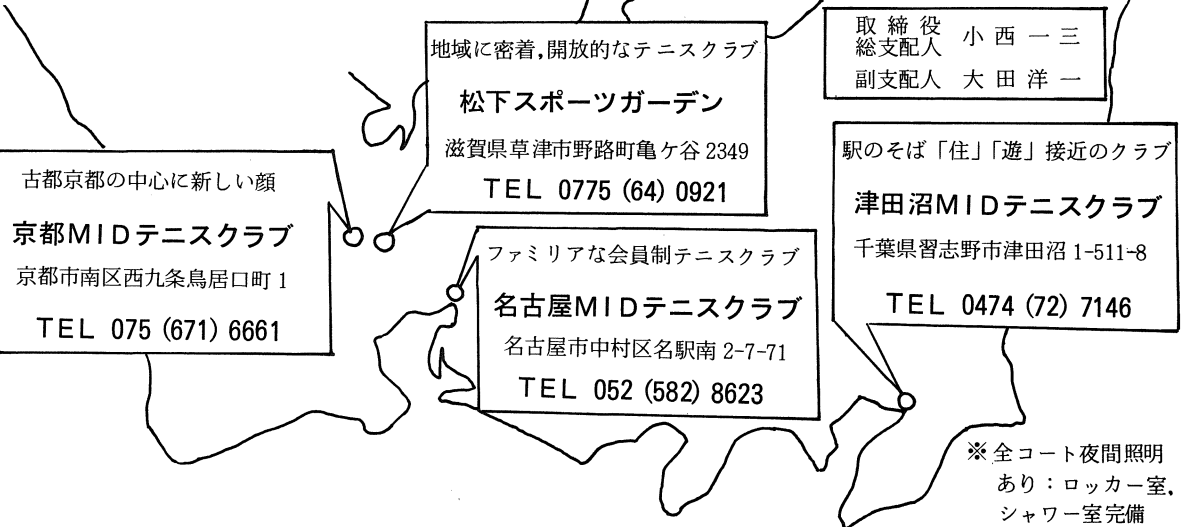 取締役
総支配人 小西一三
副支配人 大田洋一
地域に密着,開放的なテニスクラブ
松下スポーツガーデン
滋賀県草津市野路町亀ケ谷2349
TEL 0775 (64) 0921
駅のそば「住」「遊」接近のクラブ
津田沼MIDテニスクラブ
千葉県習志野市津田沼1-511-8
TEL 0474 (72) 7146
古都京都の中心に新しい顔
京都MIDテニスクラブ
京都市南区西九条鳥居口町1
TEL 075 (671) 6661
ファミリアな会員制テニスクラブ
名古屋MIDテニスクラブ
名古屋市中村区名駅南2-7-71
TEL 052 (582) 8623
※全コート夜間照明
あり：ロッカー室,
シャワー室完備